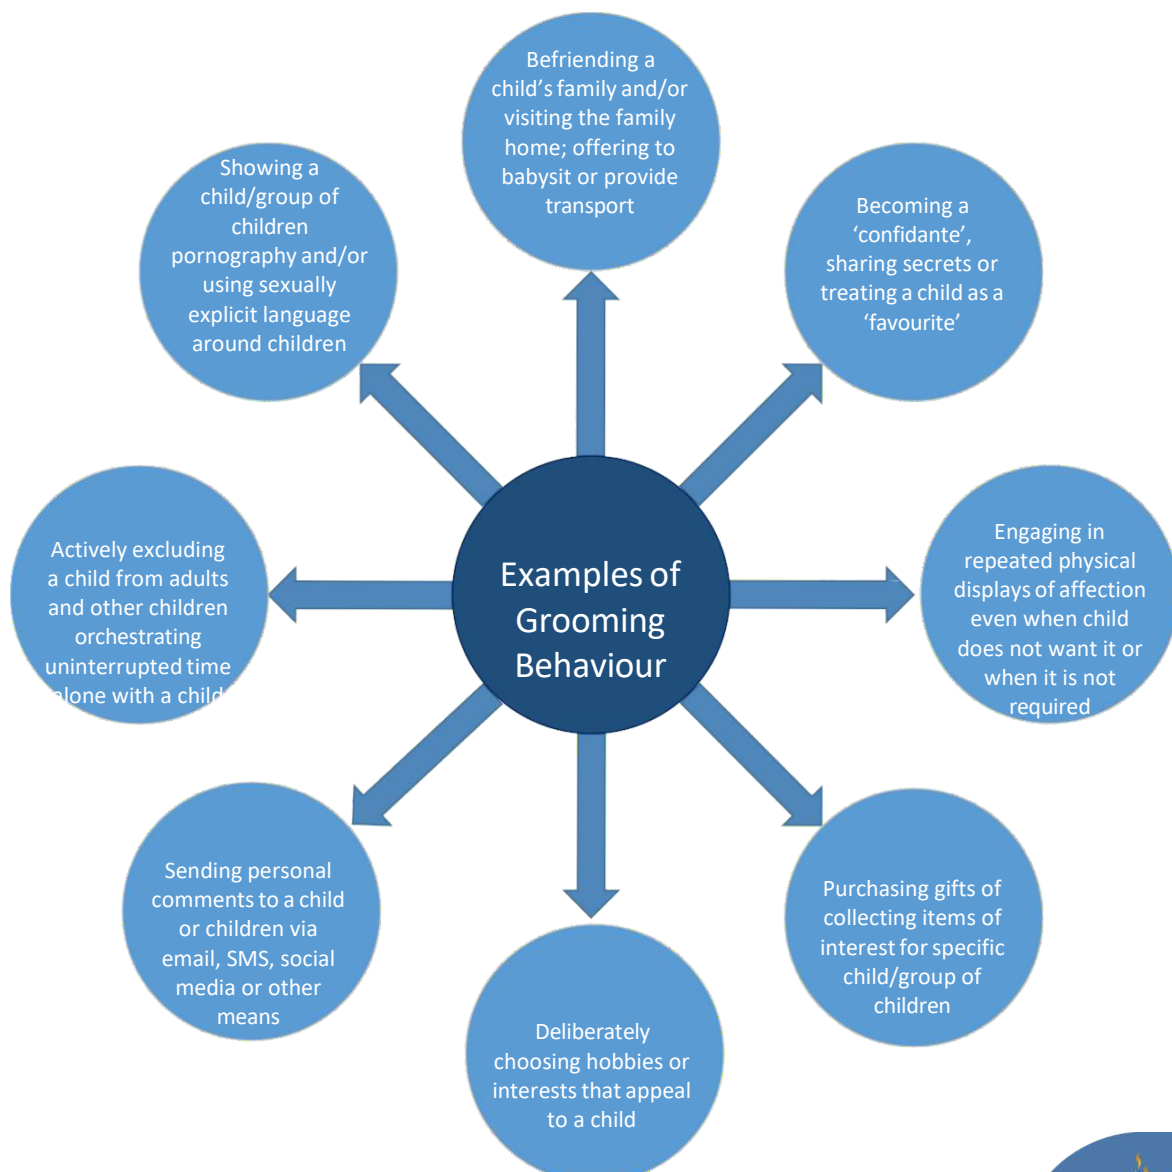 Befriending a
child’s family and/or
visiting the family
home; offering to
babysit or provide
transport
Becoming a
‘confidante’,
sharing secrets or
treating a child as a
‘favourite’
Engaging in
repeated physical
displays of affection
even when child
does not want it or
when it is not
required
Purchasing gifts of
collecting items of
interest for specific
child/group of
children
Deliberately
choosing hobbies or
interests that appeal
to a child
Sending personal
comments to a child
or children via
email, SMS, social
media or other
means
Actively excluding
a child from adults
and other children
orchestrating
uninterrupted time
alone with a child
Showing a
child/group of
children
pornography and/or
using sexually
explicit language
around children
Examples of
Grooming
Behaviour